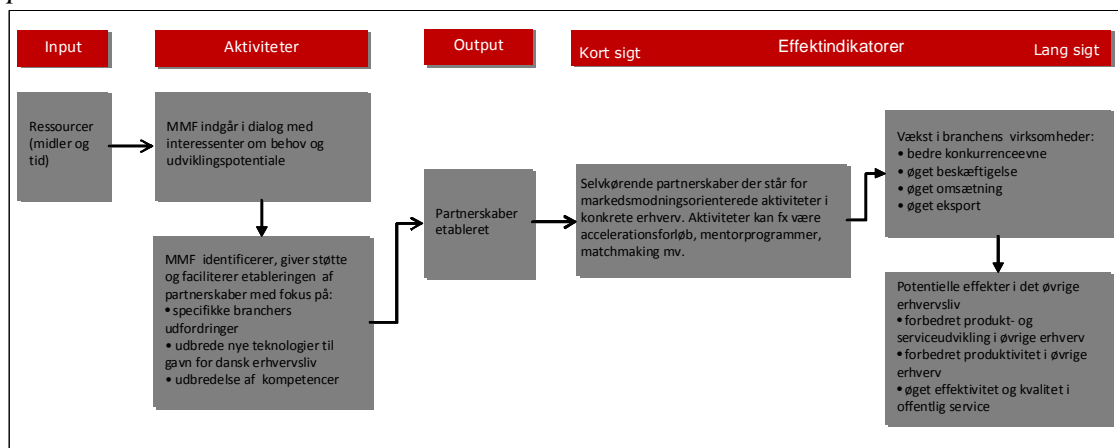 Input
Aktiviteter
Output
Kort sigt
Effektindikatorer
Lang sigt
Ressourcer
(midler og
tid)
MMF indgår i dialog med
interessenter om behov og
udviklingspotentiale
MMF identificerer, giver støtte
og faciliterer etableringen af
partnerskaber med fokus på:
• specifikke branchers
udfordringer
• udbrede nye teknologier til
gavn for dansk erhvervsliv
• udbredelse af kompetencer
Partnerskaber
etableret
Selvkørende partnerskaber der står for
markedsmodningsorienterede aktiviteter i
konkrete erhverv. Aktiviteter kan fx være
accelerationsforløb, mentorprogrammer,
matchmaking mv.
Vækst i branchens virksomheder:
• bedre konkurrenceevne
• øget beskæftigelse
• øget omsætning
• øget eksport
Potentielle effekter i det øvrige
erhvervsliv
• forbedret produkt- og
serviceudvikling i øvrige erhverv
• forbedret produktivitet i øvrige
erhverv
• øget effektivitet og kvalitet i
offentlig service